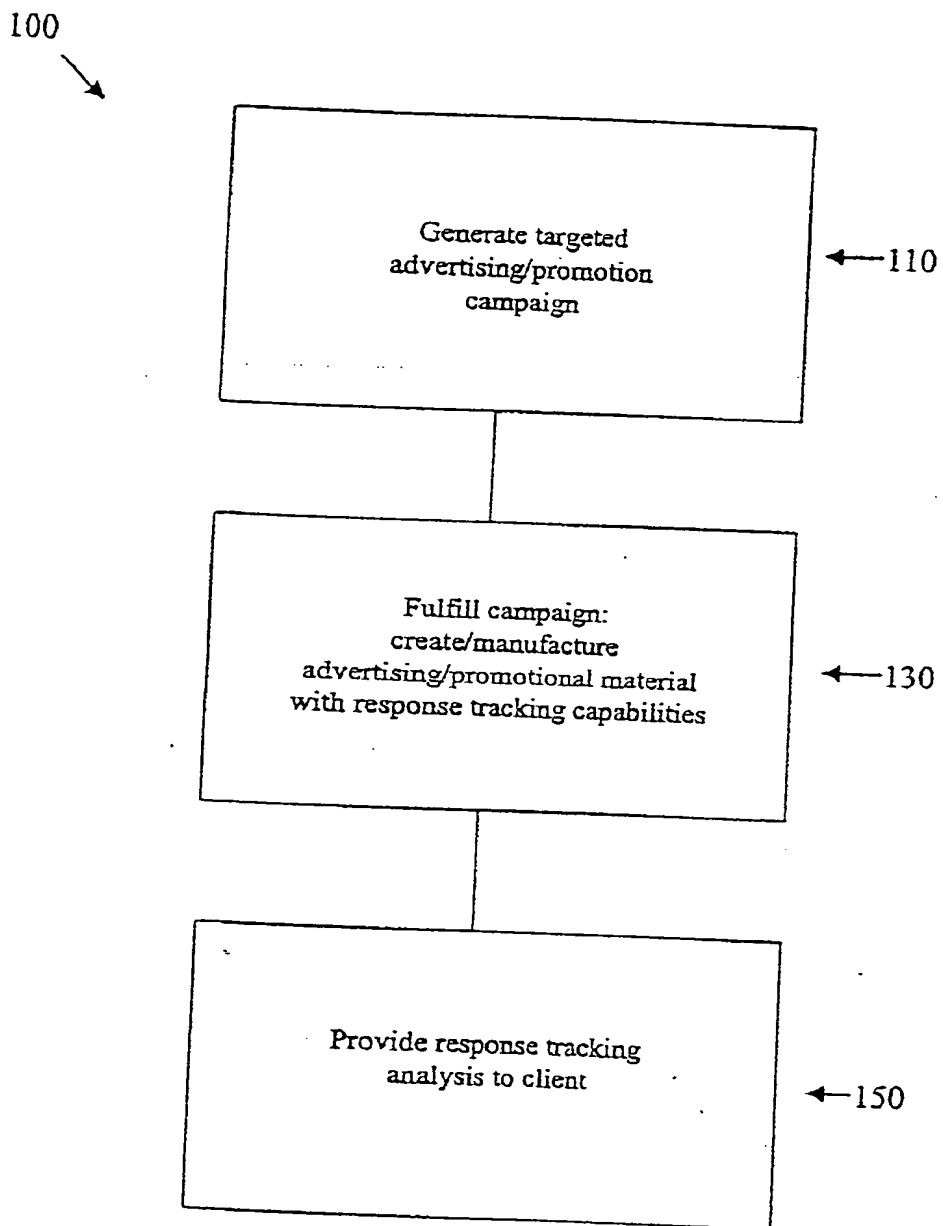 100
Generate targeted
advertising/promotion
campaign
110
Fulfill campaign:
create/manufacture
advertising/promotional material
with response tracking capabilities
130
Provide response tracking
analysis to client
150